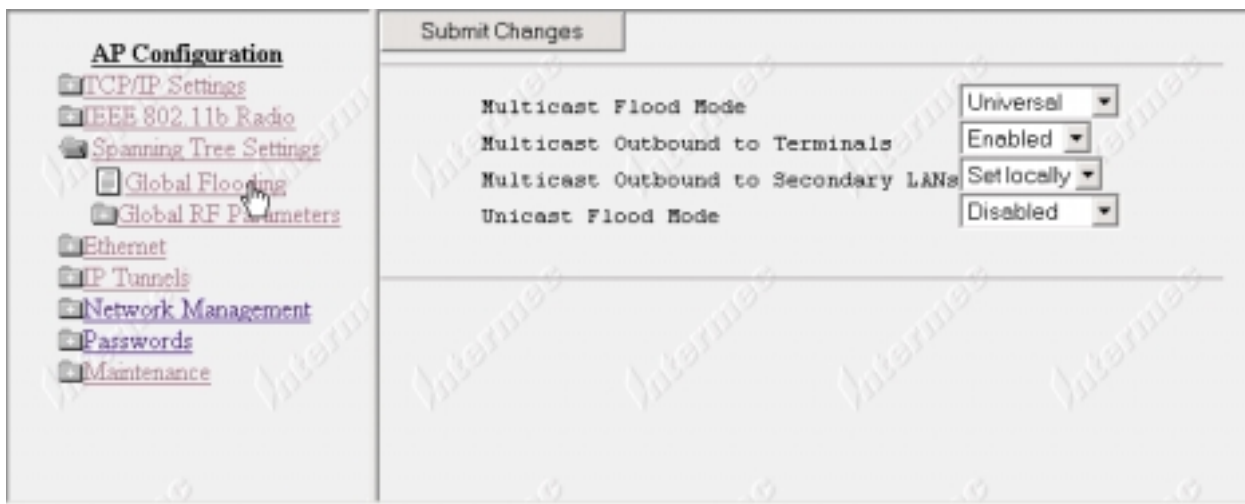 AP Configuration
TCP/IP Settings
IEEE 802.11b Radio
Spanning Tree Settings
Global Flooding
Global RF Parameters
Ethernet
IP Tunnels
Network Management
Passwords
Maintenance
Submit Changes
Multicast Flood Mode Universal
Multicast Outbound to Terminals Enabled
Multicast Outbound to Secondary LANs Set locally
Unicast Flood Mode Disabled
Intermec